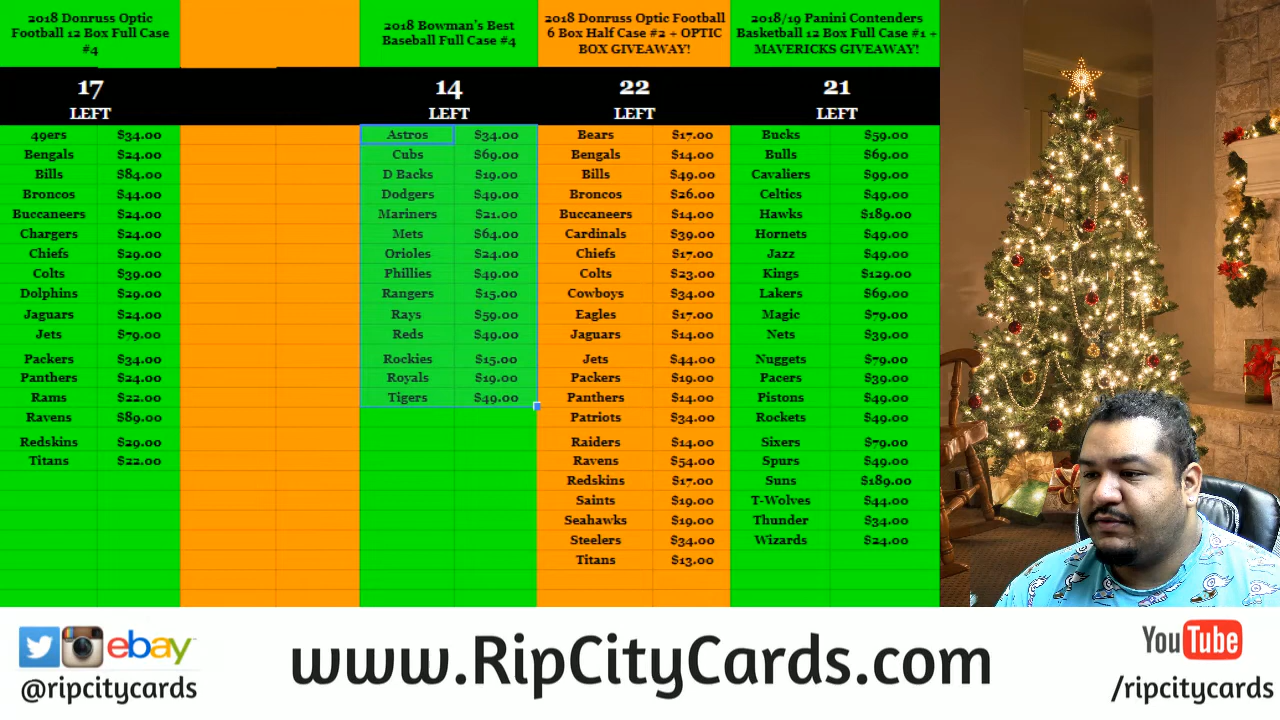 2018 Donruss Optic
Football 12 Box Full Case
#4
17
LEFT
49ers $34.00
Bengals $24.00
Bills $84.00
Broncos $44.00
Buccaneers $24.00
Chargers $24.00
Chiefs $29.00
Colts $39.00
Dolphins $29.00
Jaguars $24.00
Jets $79.00
Packers $34.00
Panthers $24.00
Rams $22.00
Ravens $89.00
Redskins $29.00
Titans $22.00
2018 Bowman's Best
Baseball Full Case #4
14
LEFT
Astros $34.00
Cubs $69.00
D Backs $19.00
Dodgers $49.00
Mariners $21.00
Mets $64.00
Orioles $24.00
Phillies $49.00
Rangers $15.00
Rays $59.00
Reds $49.00
Rockies $15.00
Royals $19.00
Tigers $49.00
2018 Donruss Optic Football
6 Box Half Case #2 + OPTIC
BOX GIVEAWAY!
22
LEFT
Bears $17.00
Bengals $14.00
Bills $49.00
Broncos $26.00
Buccaneers $14.00
Cardinals $39.00
Chiefs $17.00
Colts $23.00
Cowboys $34.00
Eagles $17.00
Jaguars $14.00
Jets $44.00
Packers $19.00
Panthers $14.00
Patriots $34.00
Raiders $14.00
Ravens $54.00
Redskins $17.00
Saints $19.00
Seahawks $19.00
Steelers $34.00
Titans $13.00
2018/19 Panini Contenders
Basketball 12 Box Full Case #1 +
MAVERICKS GIVEAWAY!
21
LEFT
Bucks $59.00
Bulls $69.00
Cavaliers $99.00
Celtics $49.00
Hawks $189.00
Hornets $49.00
Jazz $49.00
Kings $129.00
Lakers $69.00
Magic $79.00
Nets $39.00
Nuggets $79.00
Pacers $39.00
Pistons $49.00
Rockets $49.00
Sixers $79.00
Spurs $49.00
Suns $189.00
T-Wolves $44.00
Thunder $34.00
Wizards $24.00
ebay
@ripcitycards
www.RipCityCards.com
YouTube
/ripcitycards